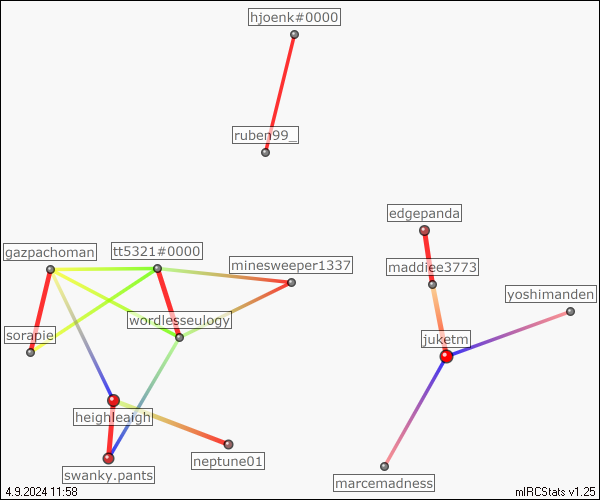 hjoenk#0000
ruben99_
edgepanda
gazpachoman
tt5321#0000
minesweeper1337
maddiee3773
yoshimanden
sorapie
wordlesseulogy
juketm
heighleaigh
swanky.pants
neptune01
marcemadness
4.9.2024 11:58
mIRCStats v1.25